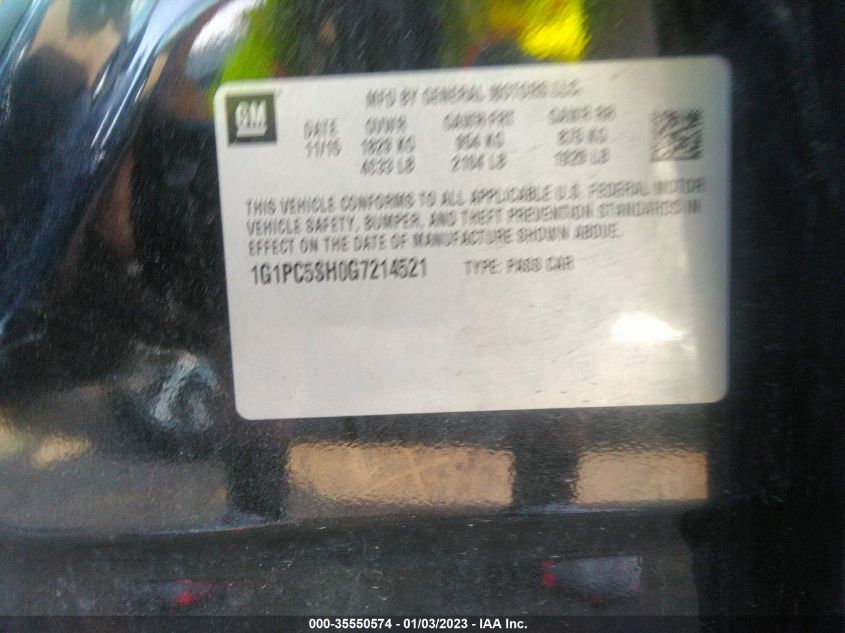 GM
MFD BY GENERAL MOTORS LLC
DATE GVWR GAWR FRT GAWR RR
11/15 1829 KG 954 KG 875 KG
4033 LB 2104 LB 1929 LB
THIS VEHICLE CONFORMS TO ALL APPLICABLE U.S. FEDERAL MOTOR
VEHICLE SAFETY, BUMPER, AND THEFT PREVENTION STANDARDS IN
EFFECT ON THE DATE OF MANUFACTURE SHOWN ABOVE.
1G1PC5SH0G7214521 TYPE: PASS CAR
000-35550574 - 01/03/2023 - IAA Inc.